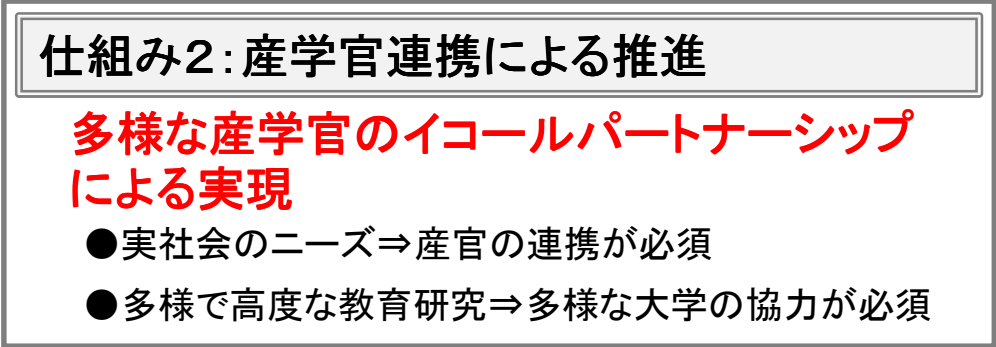 仕組み２：産学官連携による推進
多様な産学官のイコールパートナーシップ
による実現
●実社会のニーズ⇒産官の連携が必須
●多様で高度な教育研究⇒多様な大学の協力が必須